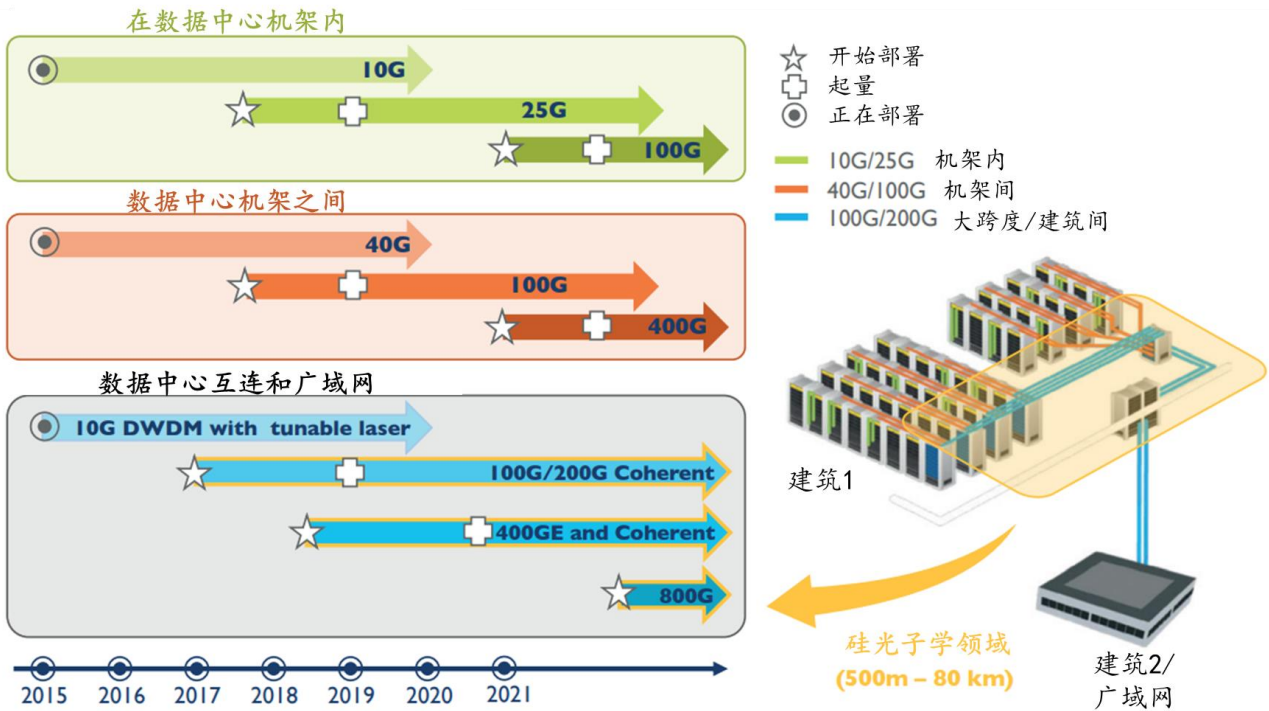 在数据中心机架内
10G
25G
100G
数据中心机架之间
40G
100G
400G
数据中心互连和广域网
10G DWDM with tunable laser
100G/200G Coherent
400GE and Coherent
800G
2015 2016 2017 2018 2019 2020 2021
开始部署
起量
正在部署
10G/25G 机架内
40G/100G 机架间
100G/200G 大跨度/建筑间
建筑1
硅光子学领域
(500m – 80 km)
建筑2/
广域网